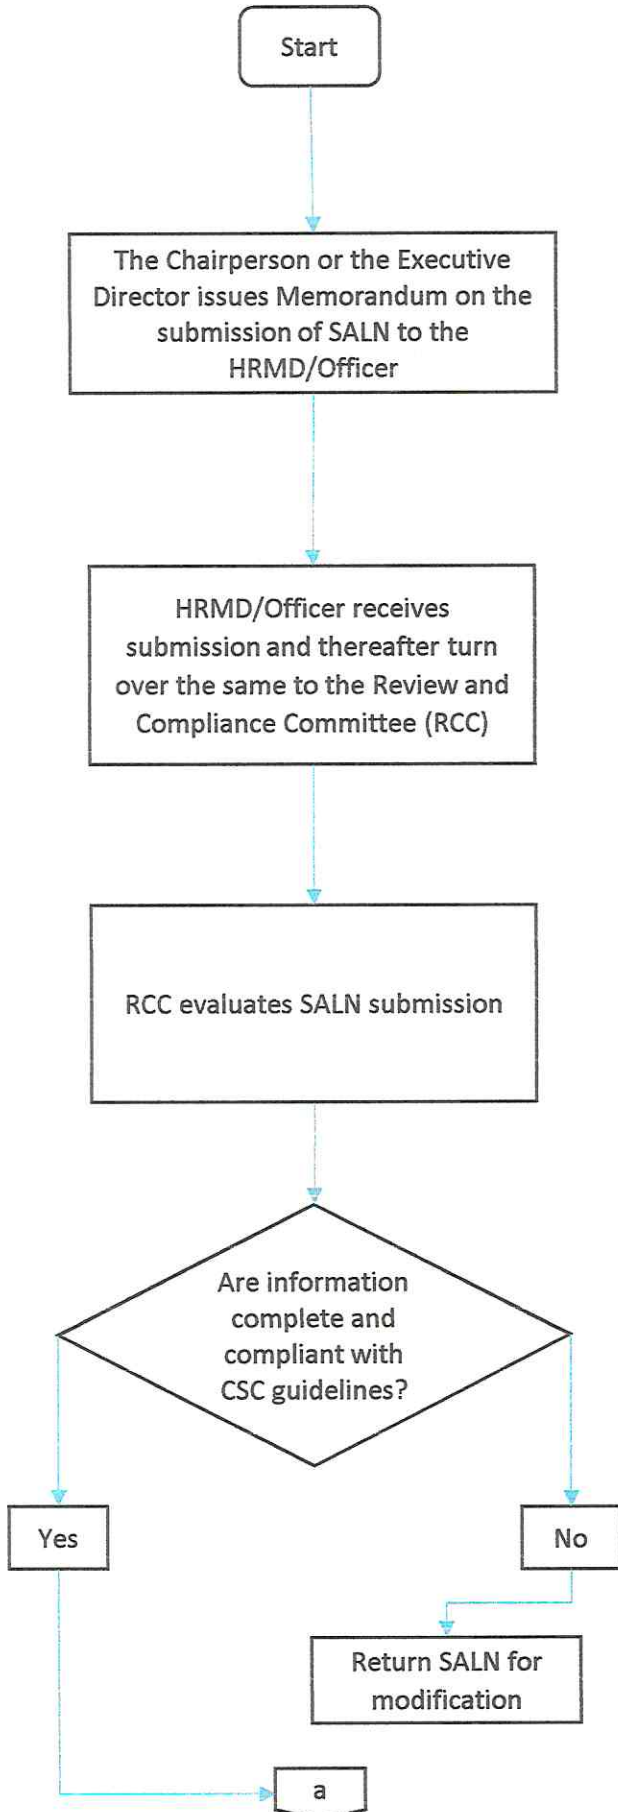 Start
The Chairperson or the Executive
Director issues Memorandum on the
submission of SALN to the
HRMD/Officer
HRMD/Officer receives
submission and thereafter turn
over the same to the Review and
Compliance Committee (RCC)
RCC evaluates SALN submission
Are information
complete and
compliant with
CSC guidelines?
Yes
No
Return SALN for
modification
a